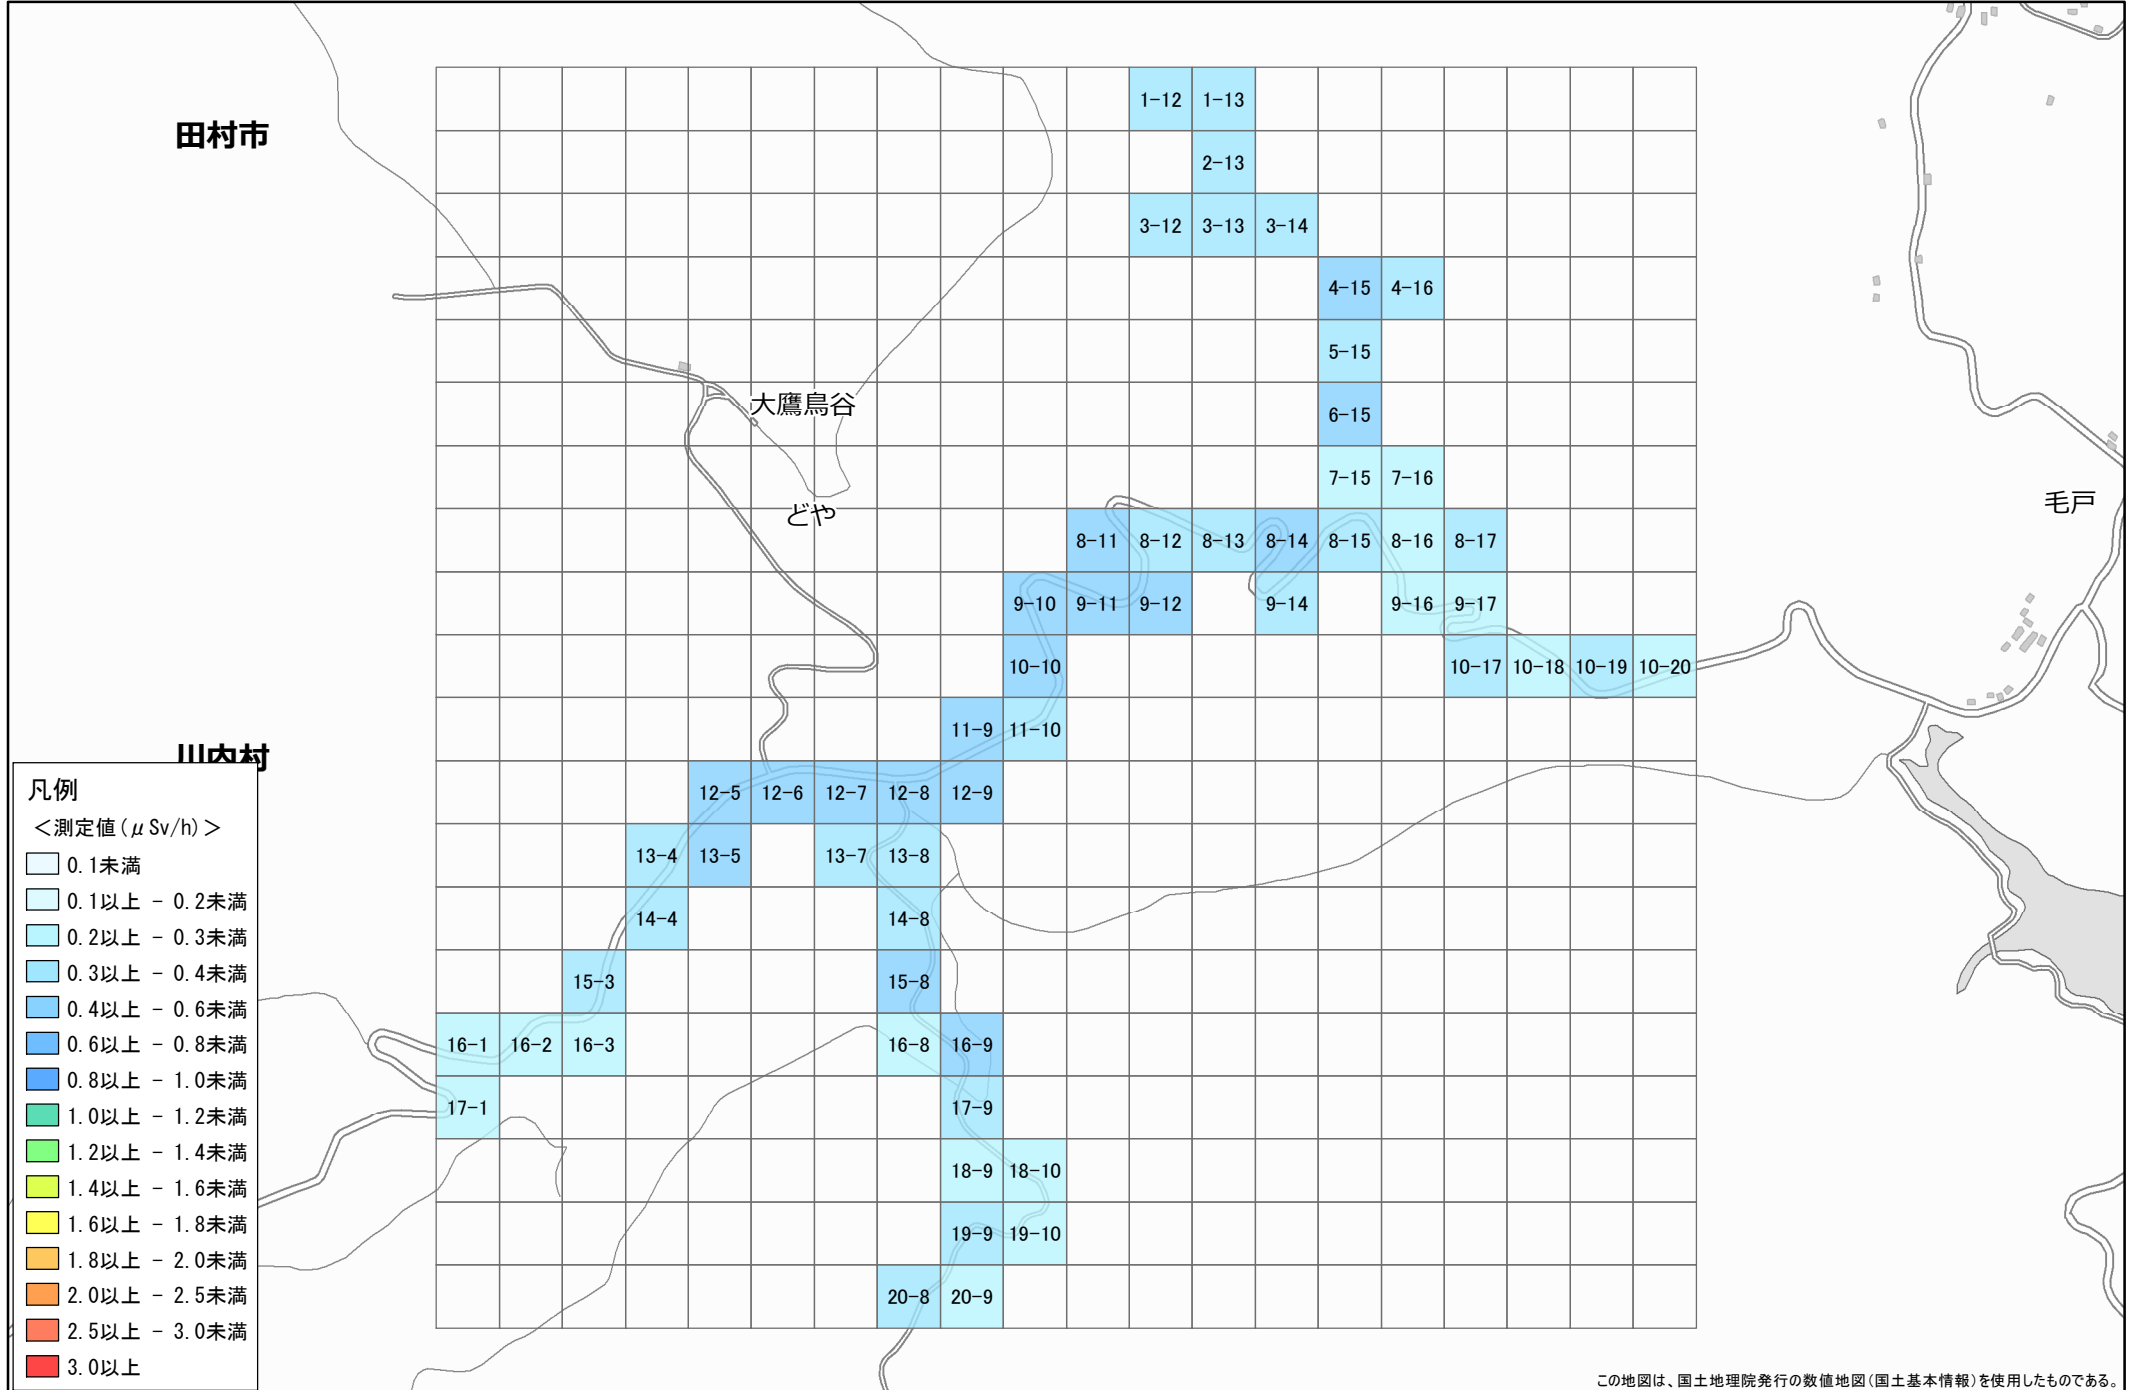 1-12 1-13
田村市
2-13
3-12 3-13 3-14
4-15 4-16
5-15
大鷹鳥谷
6-15
7-15 7-16
毛戸
どや
8-11 8-12 8-13 8-14 8-15 8-16 8-17
9-10 9-11 9-12 9-14 9-16 9-17
10-10 10-17 10-18 10-19 10-20
11-9 11-10
川内村
12-5 12-6 12-7 12-8 12-9
13-4 13-5 13-7 13-8
14-4 14-8
15-3 15-8
16-1 16-2 16-3 16-8 16-9
17-1 17-9
18-9 18-10
19-9 19-10
20-8 20-9
凡例
＜測定値(μSv/h)＞
0.1未満
0.1以上 - 0.2未満
0.2以上 - 0.3未満
0.3以上 - 0.4未満
0.4以上 - 0.6未満
0.6以上 - 0.8未満
0.8以上 - 1.0未満
1.0以上 - 1.2未満
1.2以上 - 1.4未満
1.4以上 - 1.6未満
1.6以上 - 1.8未満
1.8以上 - 2.0未満
2.0以上 - 2.5未満
2.5以上 - 3.0未満
3.0以上
この地図は、国土地理院発行の数値地図(国土基本情報)を使用したものである。